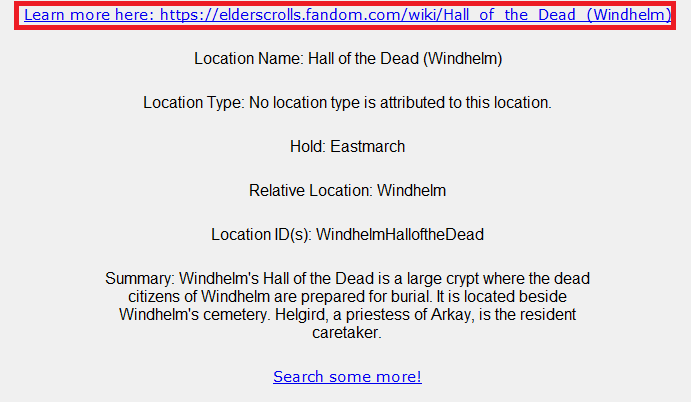 Learn more here: https://elderscrolls.fandom.com/wiki/Hall_of_the_Dead_(Windhelm)
Location Name: Hall of the Dead (Windhelm)
Location Type: No location type is attributed to this location.
Hold: Eastmarch
Relative Location: Windhelm
Location ID(s): WindhelmHalloftheDead
Summary: Windhelm's Hall of the Dead is a large crypt where the dead
citizens of Windhelm are prepared for burial. It is located beside
Windhelm's cemetery. Helgird, a priestess of Arkay, is the resident
caretaker.
Search some more!